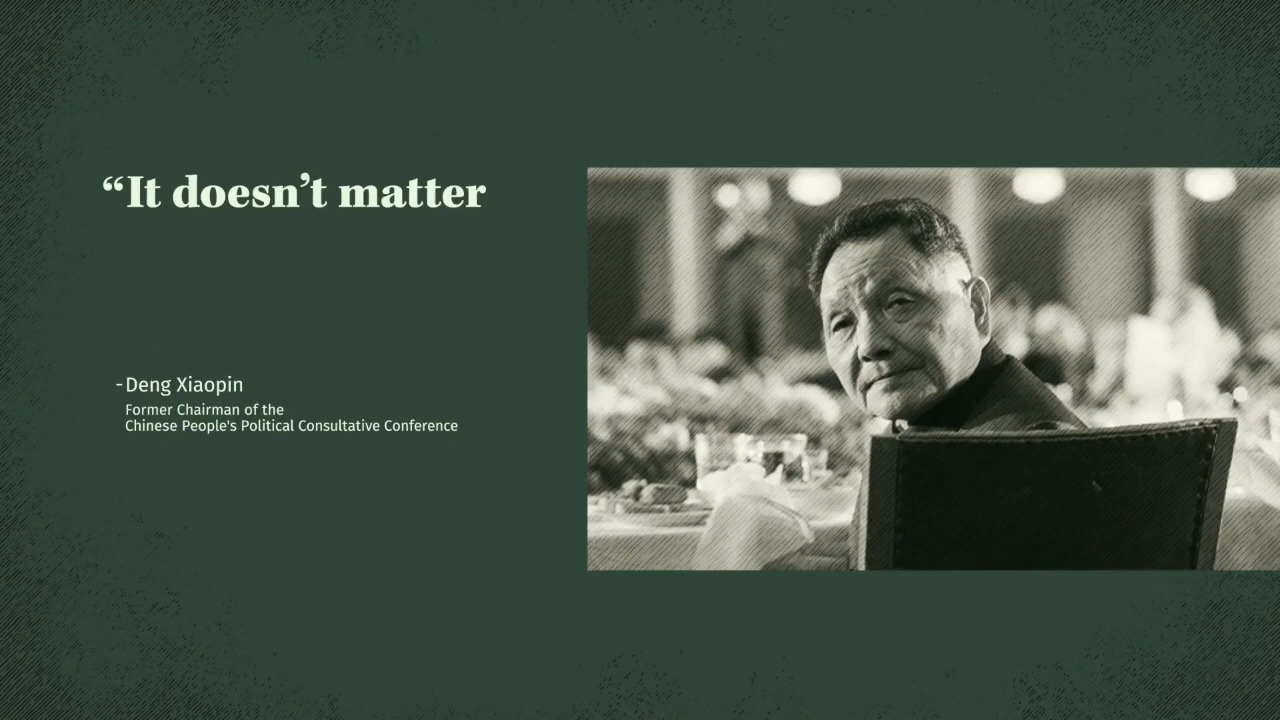 “It doesn’t matter
-Deng Xiaopin
Former Chairman of the
Chinese People's Political Consultative Conference